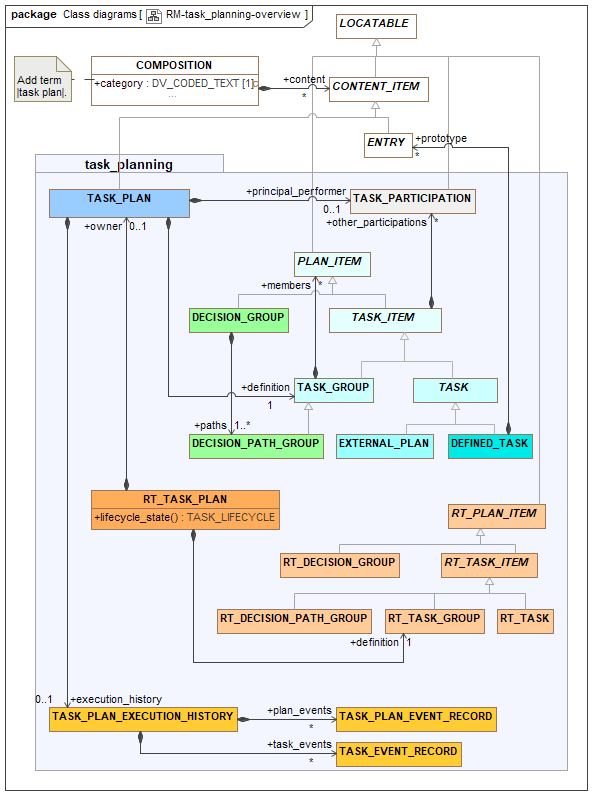 package Class diagrams [ RM-task_planning-overview ]
LOCATABLE
Add term
|task plan|.
COMPOSITION
+category : DV_CODED_TEXT [1]
...
+content
*
CONTENT_ITEM
ENTRY
+prototype
*
task_planning
TASK_PLAN
+principal_performer
0..1
TASK_PARTICIPATION
+owner
0..1
+other_participations
*
PLAN_ITEM
+members
*
DECISION_GROUP
TASK_ITEM
+definition
1
TASK_GROUP
TASK
+paths
1..*
DECISION_PATH_GROUP
EXTERNAL_PLAN
DEFINED_TASK
RT_TASK_PLAN
+lifecycle_state() : TASK_LIFECYCLE
RT_PLAN_ITEM
RT_DECISION_GROUP
RT_TASK_ITEM
RT_DECISION_PATH_GROUP
RT_TASK_GROUP
RT_TASK
+definition
1
0..1
+execution_history
TASK_PLAN_EXECUTION_HISTORY
+plan_events
*
TASK_PLAN_EVENT_RECORD
+task_events
*
TASK_EVENT_RECORD